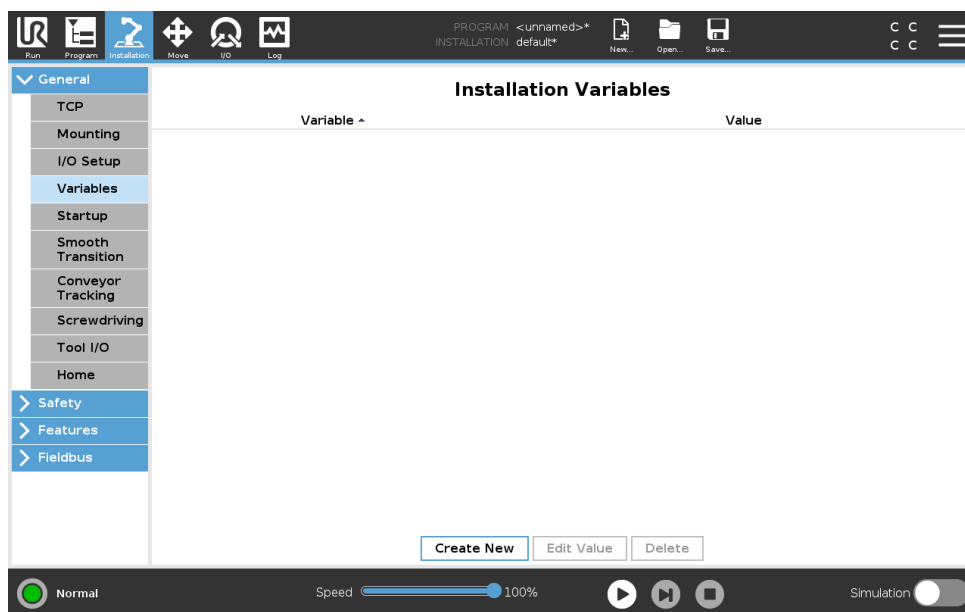 PROGRAM <unnamed>*
INSTALLATION default*
UR
Run
Program
Installation
Move
I/O
Log
New...
Open...
Save...
C C
C C
General
TCP
Mounting
I/O Setup
Variables
Startup
Smooth
Transition
Conveyor
Tracking
Screwdriving
Tool I/O
Home
Safety
Features
Fieldbus
Installation Variables
Variable
Value
Create New
Edit Value
Delete
Normal
Speed
100%
Simulation